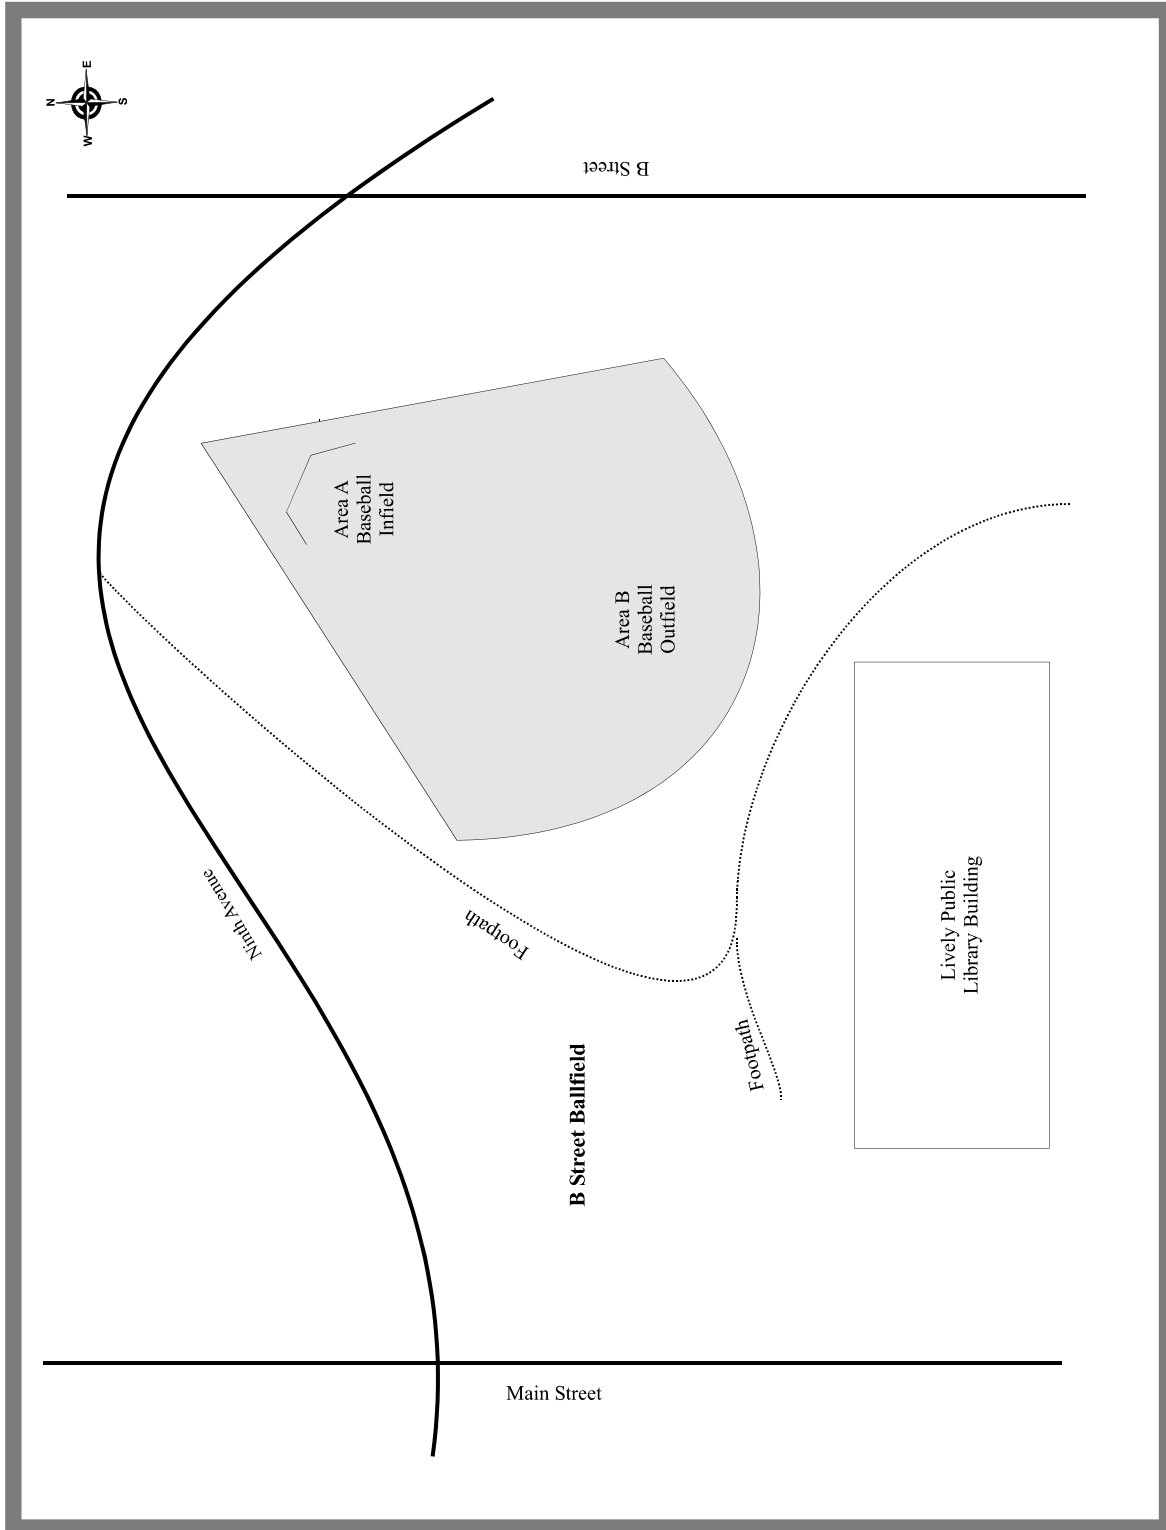 E
N
S
W
B Street
Area A
Baseball
Infield
Area B
Baseball
Outfield
Ninth Avenue
Footpath
Footpath
Lively Public
Library Building
B Street Ballfield
Main Street